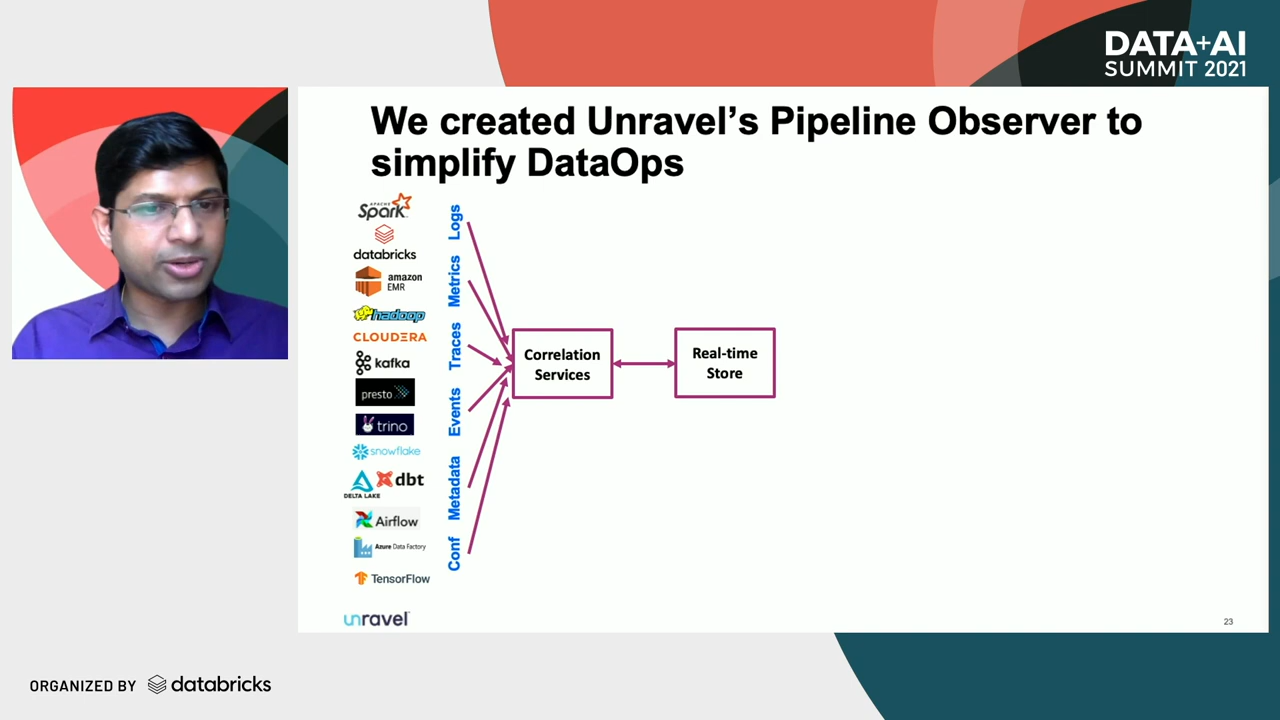 DATA+AI
SUMMIT 2021
We created Unravel's Pipeline Observer to
simplify DataOps
APACHE
Spark
databricks
amazon
EMR
hadoop
CLOUDERA
kafka
presto
trino
snowflake
DELTA LAKE
dbt
Airflow
Azure Data Factory
TensorFlow
Logs
Metrics
Traces
Events
Metadata
Conf
Correlation
Services
Real-time
Store
unravel
23
ORGANIZED BY databricks